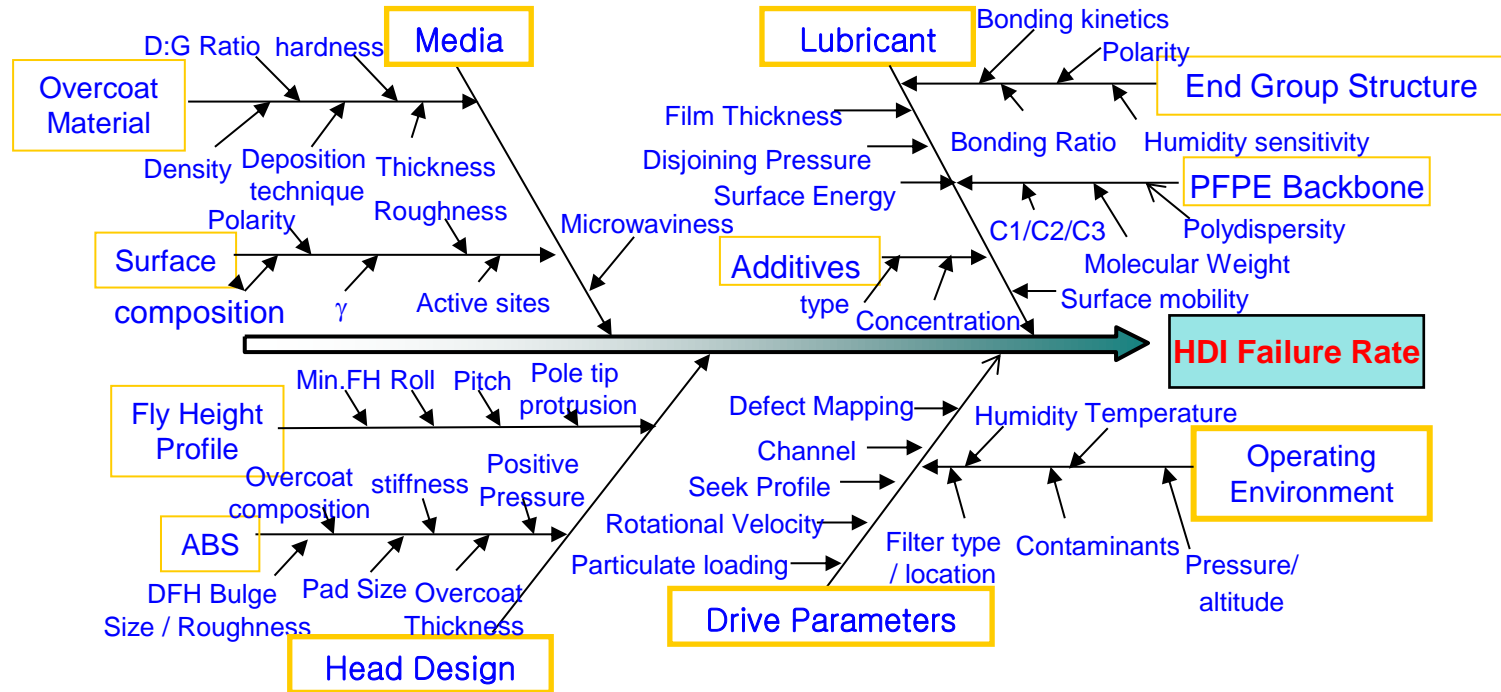 Media
D:G Ratio
hardness
Overcoat
Material
Density
Deposition
technique
Thickness
Polarity
Roughness
Microwaviness
Surface
composition
γ
Active sites
Lubricant
Bonding kinetics
Polarity
End Group Structure
Film Thickness
Bonding Ratio
Humidity sensitivity
Disjoining Pressure
Surface Energy
PFPE Backbone
C1/C2/C3
Polydispersity
Molecular Weight
Additives
type
Concentration
Surface mobility
HDI Failure Rate
Min.FH
Roll
Pitch
Pole tip
protrusion
Fly Height
Profile
Overcoat
composition
stiffness
Positive
Pressure
ABS
DFH Bulge
Size / Roughness
Pad Size
Overcoat
Thickness
Head Design
Defect Mapping
Channel
Seek Profile
Rotational Velocity
Particulate loading
Humidity
Temperature
Operating
Environment
Filter type
/ location
Contaminants
Pressure/
altitude
Drive Parameters